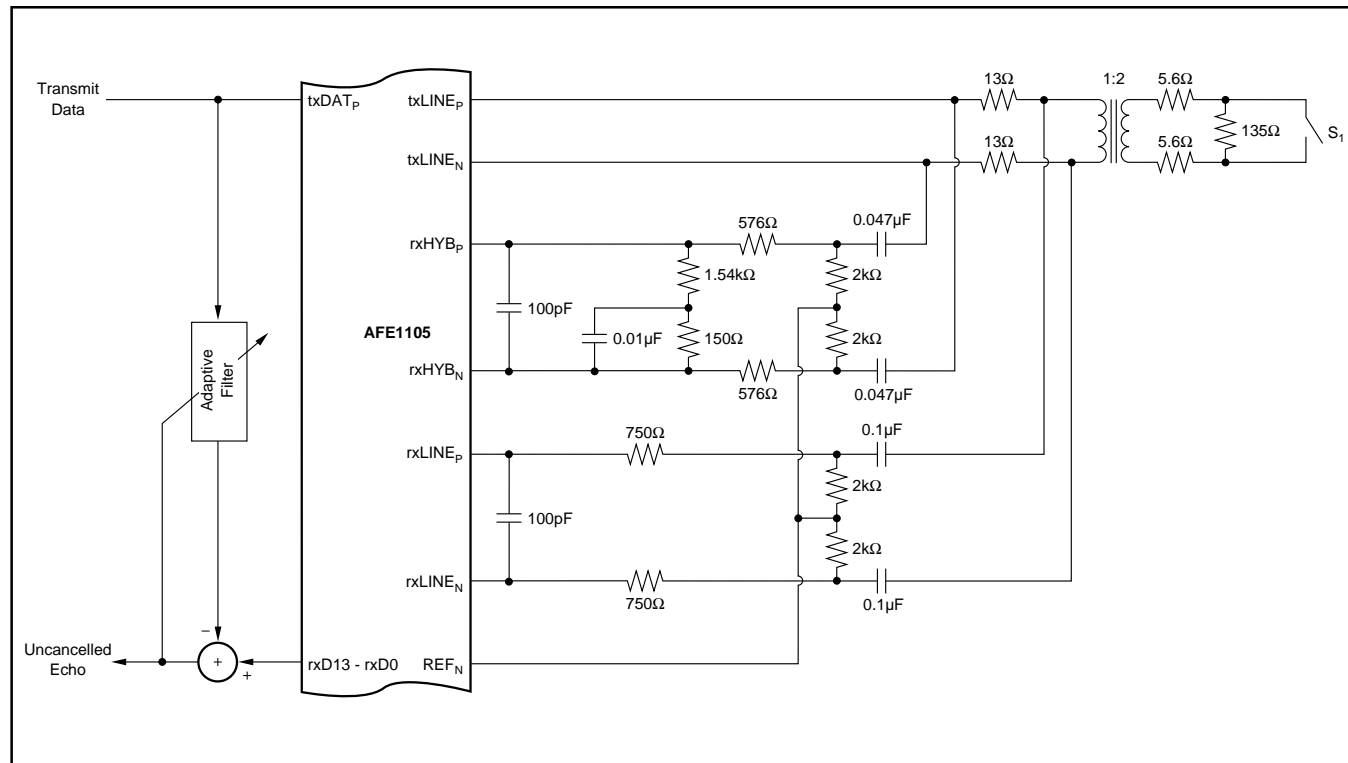 Transmit
Data
txDATP
txLINEP
13Ω
1:2
5.6Ω
135Ω
S1
txLINEN
13Ω
5.6Ω
rxHYBP
576Ω
0.047µF
1.54kΩ
2kΩ
100pF
AFE1105
0.01µF
150Ω
2kΩ
Adaptive
Filter
rxHYBN
576Ω
0.047µF
rxLINEP
750Ω
0.1µF
2kΩ
100pF
2kΩ
rxLINEN
750Ω
0.1µF
Uncancelled
Echo
–
+
+
rxD13 - rxD0
REFN